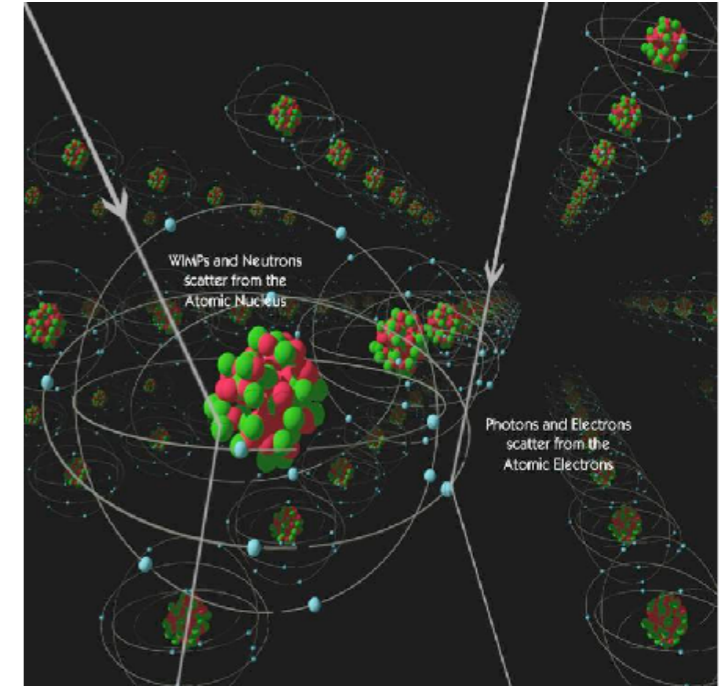 WIMPs and Neutrons
scatter from the
Atomic Nucleus
Photons and Electrons
scatter from the
Atomic Electrons